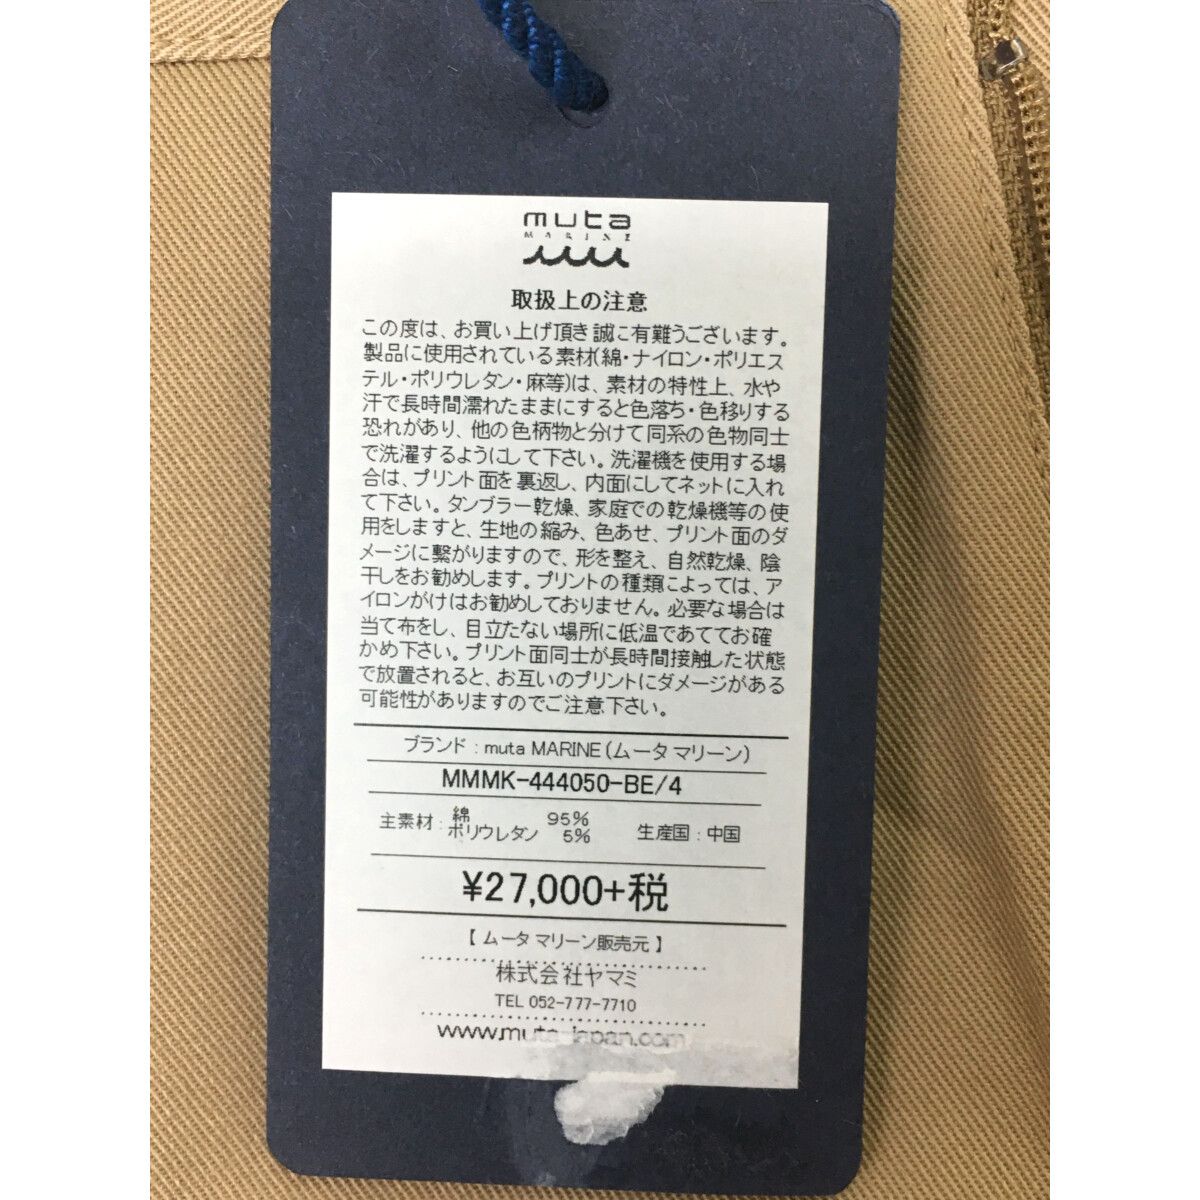 muta
MARINE
取扱上の注意
この度は、お買い上げ頂き誠に有難うございます。
製品に使用されている素材(綿・ナイロン・ポリエス
テル・ポリウレタン・麻等)は、素材の特性上、水や
汗で長時間濡れたままにすると色落ち・色移りする
恐れがあり、他の色柄物と分けて同系の色物同士
で洗濯するようにして下さい。洗濯機を使用する場
合は、プリント面を裏返し、内面にしてネットに入れ
て下さい。タンブラー乾燥、家庭での乾燥機等の使
用をしますと、生地の縮み、色あせ、プリント面のダ
メージに繋がりますので、形を整え、自然乾燥、陰
干しをお勧めします。プリントの種類によっては、ア
イロンがけはお勧めしておりません。必要な場合は
当て布をし、目立たない場所に低温であててお確
かめ下さい。プリント面同士が長時間接触した状態
で放置されると、お互いのプリントにダメージがある
可能性がありますのでご注意下さい。
ブランド:muta MARINE(ムータ マリーン)
MMMK-444050-BE/4
主素材:綿 95%
ポリウレタン 5% 生産国:中国
¥27,000+税
【 ムータ マリーン販売元 】
株式会社ヤマミ
TEL 052-777-7710
www.muta-japan.com